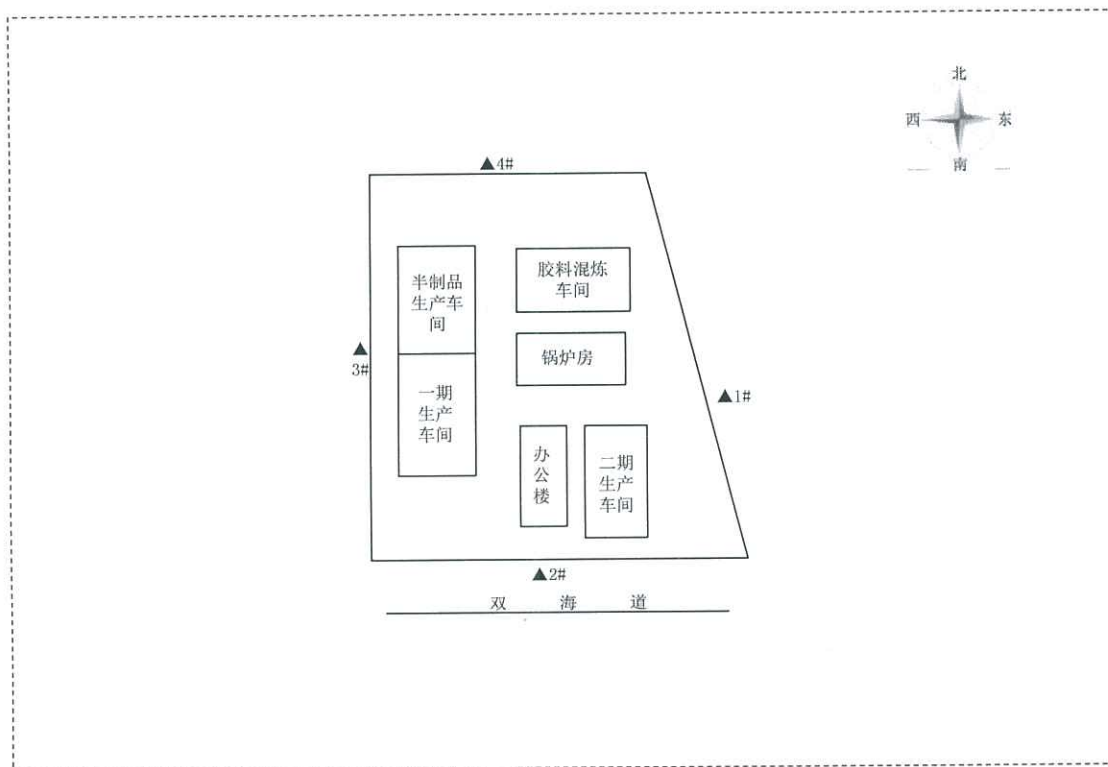 北
西
东
南
▲4#
半制品
生产车
间
胶料混炼
车间
▲
3#
锅炉房
一期
生产
车间
▲1#
办
公
楼
二期
生产
车间
▲2#
双 海 道